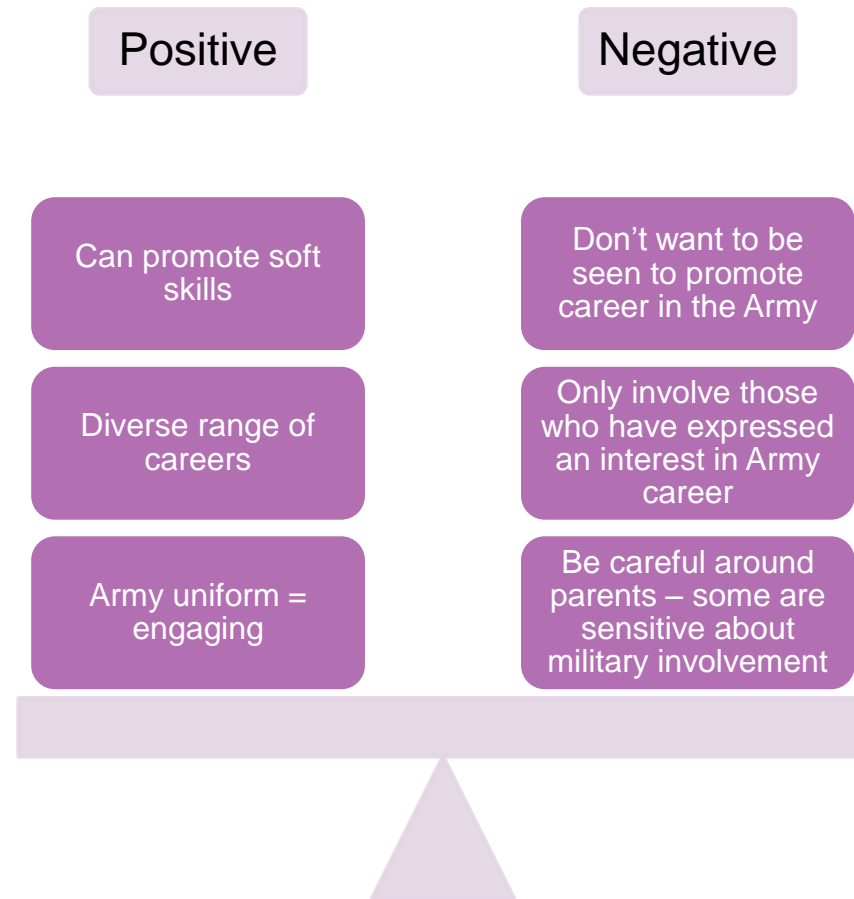 Positive
Negative
Can promote soft
skills
Diverse range of
careers
Army uniform =
engaging
Don’t want to be
seen to promote
career in the Army
Only involve those
who have expressed
an interest in Army
career
Be careful around
parents – some are
sensitive about
military involvement